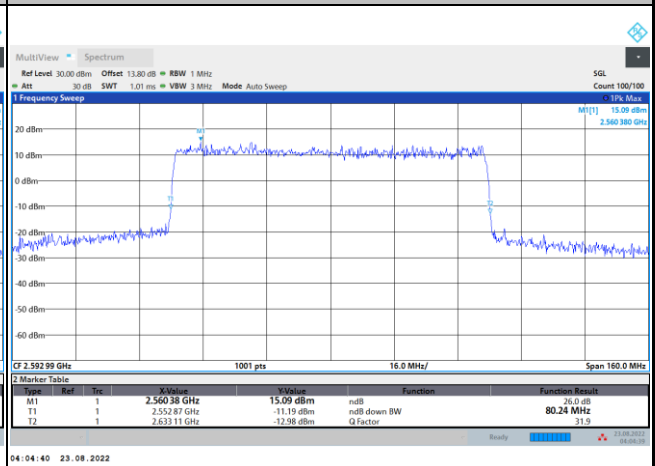 MultiView Spectrum
Ref Level 30.00 dBm Offset 13.80 dB RBW 1 MHz SGL
Att 30 dB SWT 1.01 ms VBW 3 MHz Mode Auto Sweep Count 100/100
1 Frequency Sweep 1Pk Max
M1[1] 15.09 dBm
2.560 380 GHz
20 dBm
M1
10 dBm
0 dBm
T1
-10 dBm
T2
-20 dBm
-30 dBm
-40 dBm
-50 dBm
-60 dBm
CF 2.592 99 GHz 1001 pts 16.0 MHz/ Span 160.0 MHz
2 Marker Table
Type Ref Trc X-Value Y-Value Function Function Result
M1 1 2.560 38 GHz 15.09 dBm ndB 26.0 dB
T1 1 2.552 87 GHz -11.19 dBm ndB down BW 80.24 MHz
T2 1 2.633 11 GHz -12.98 dBm Q Factor 31.9
Ready 23.08.2022
04:04:39
04:04:40 23.08.2022